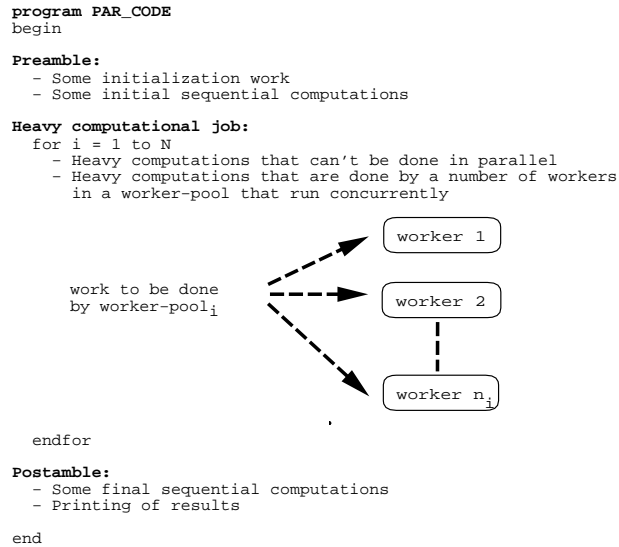 program PAR_CODE
begin
Preamble:
- Some initialization work
- Some initial sequential computations
Heavy computational job:
for i = 1 to N
- Heavy computations that can't be done in parallel
- Heavy computations that are done by a number of workers
in a worker-pool that run concurrently
worker 1
work to be done
by worker-pool_i
worker 2
worker n_i
endfor
Postamble:
- Some final sequential computations
- Printing of results
end